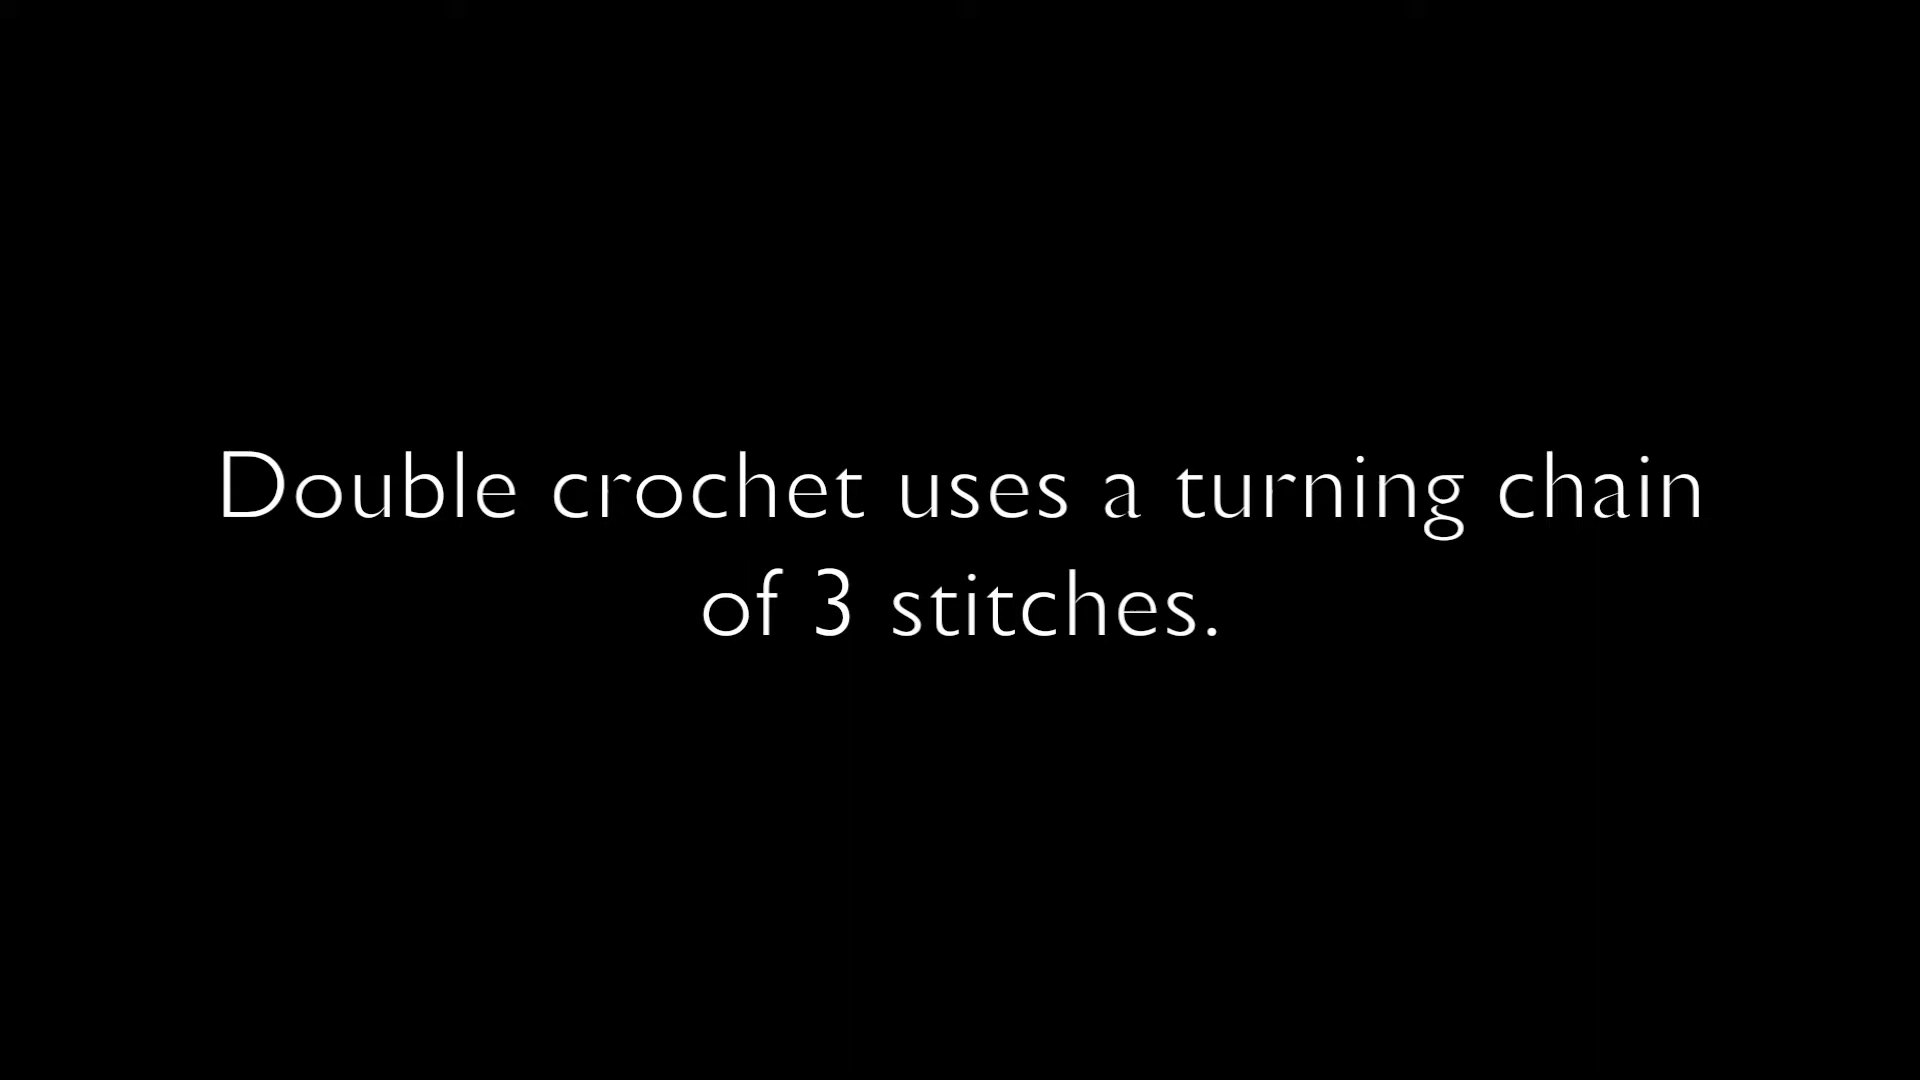 Double crochet uses a turning chain
of 3 stitches.